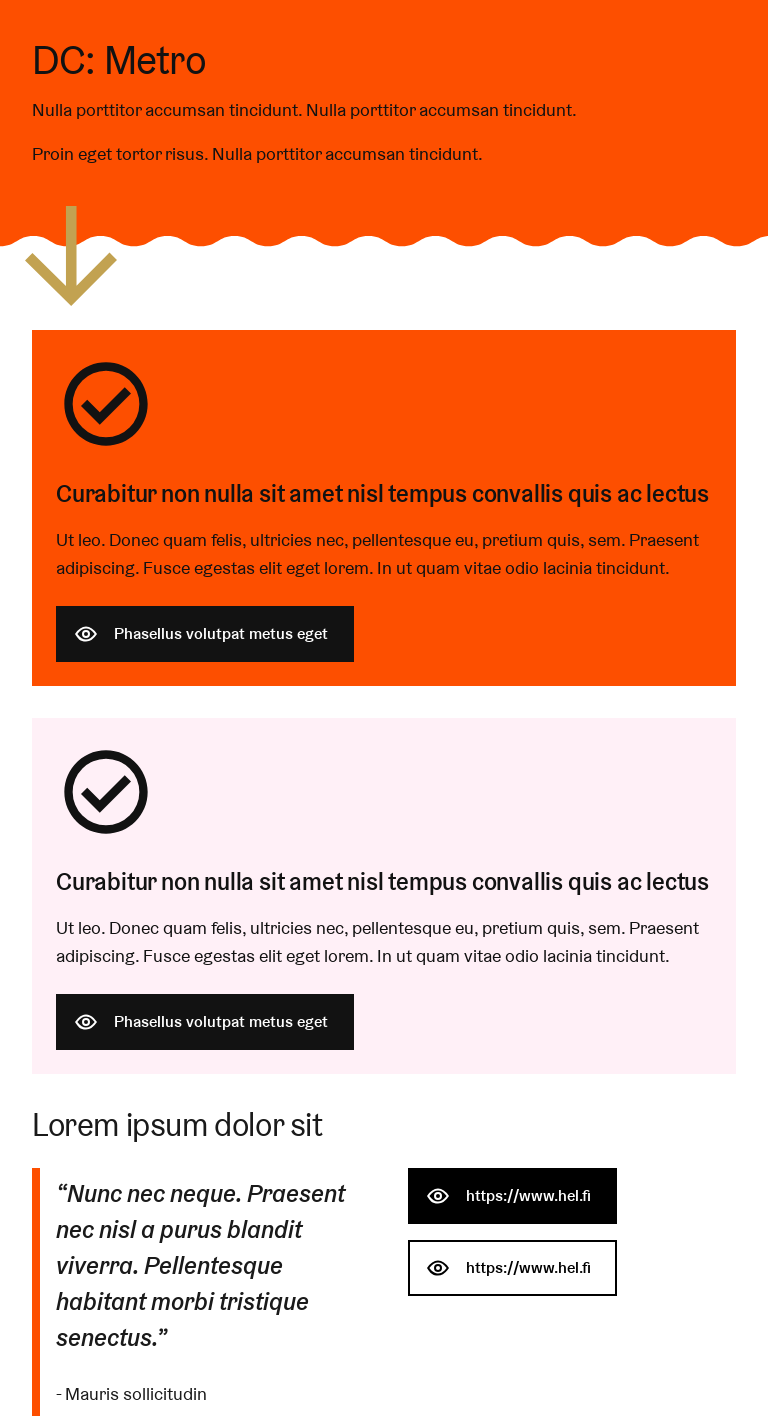 DC: Metro
Nulla porttitor accumsan tincidunt. Nulla porttitor accumsan tincidunt.
Proin eget tortor risus. Nulla porttitor accumsan tincidunt.
Curabitur non nulla sit amet nisl tempus convallis quis ac lectus
Ut leo. Donec quam felis, ultricies nec, pellentesque eu, pretium quis, sem. Praesent
adipiscing. Fusce egestas elit eget lorem. In ut quam vitae odio lacinia tincidunt.
Phasellus volutpat metus eget
Curabitur non nulla sit amet nisl tempus convallis quis ac lectus
Ut leo. Donec quam felis, ultricies nec, pellentesque eu, pretium quis, sem. Praesent
adipiscing. Fusce egestas elit eget lorem. In ut quam vitae odio lacinia tincidunt.
Phasellus volutpat metus eget
Lorem ipsum dolor sit
“Nunc nec neque. Praesent
nec nisl a purus blandit
viverra. Pellentesque
habitant morbi tristique
senectus.”
- Mauris sollicitudin
https://www.hel.fi
https://www.hel.fi